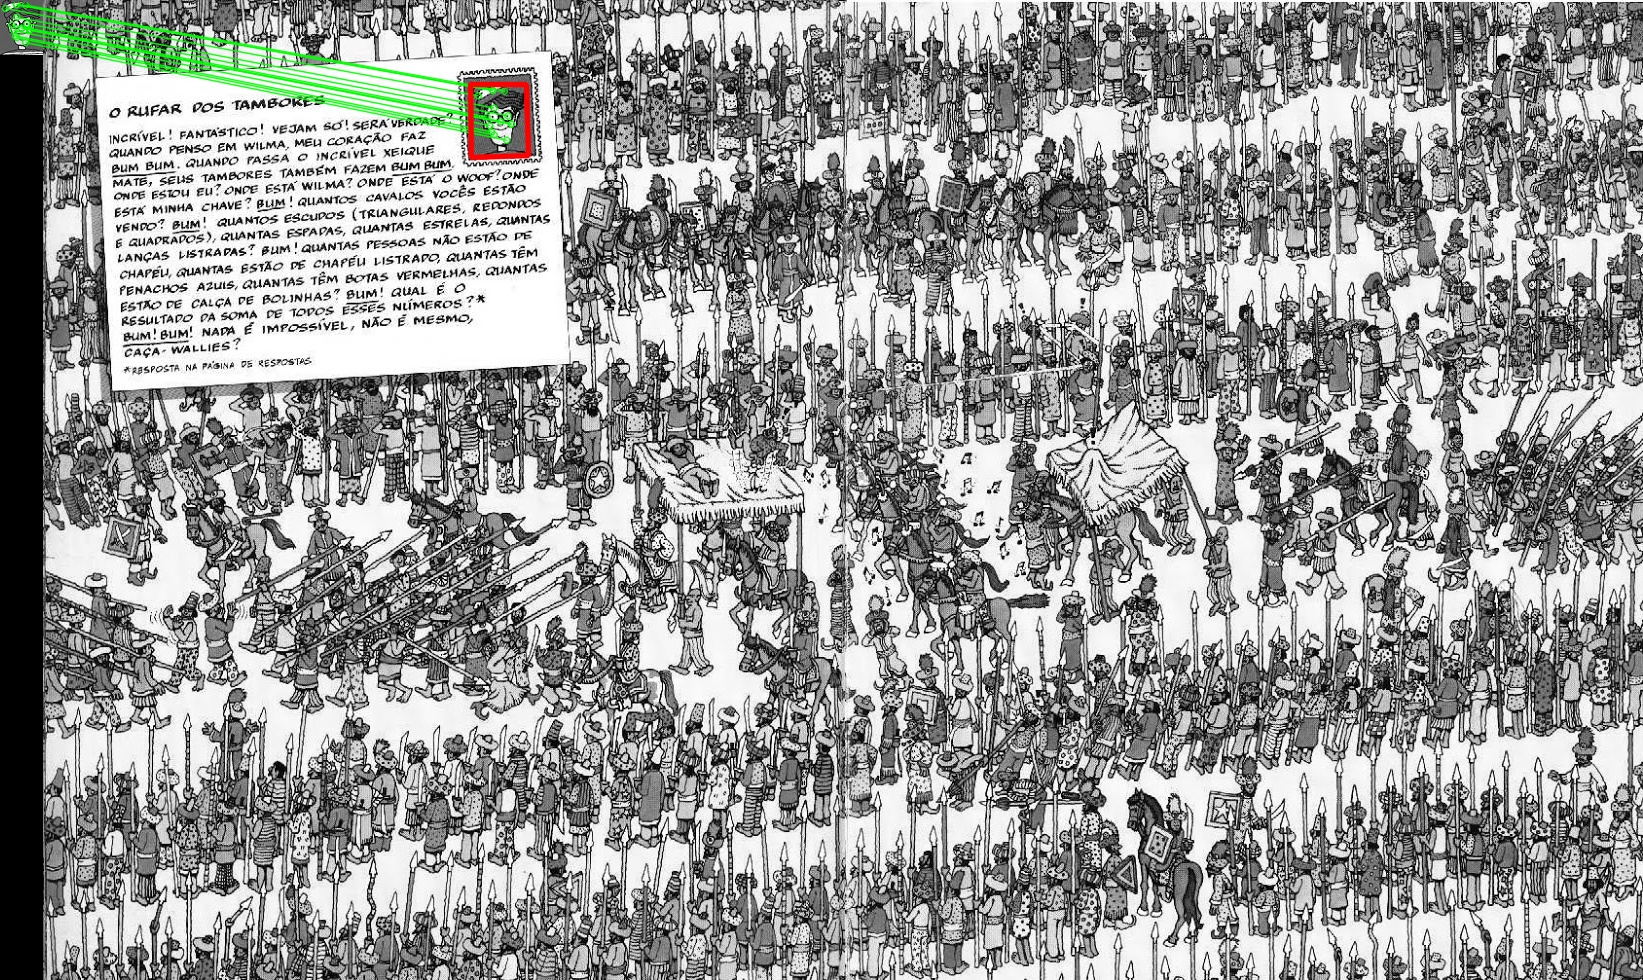 O RUFAR DOS TAMBORES
INCRÍVEL! FANTÁSTICO! VEJAM SÓ! SERÁ VERDADE?
QUANDO PENSO EM WILMA, MEU CORAÇÃO FAZ
BUM BUM. QUANDO PASSA O INCRÍVEL XEIQUE
MATE, SEUS TAMBORES TAMBÉM FAZEM BUM BUM.
ONDE ESTOU EU? ONDE ESTÁ WILMA? ONDE ESTÁ O WOOF? ONDE
ESTÁ MINHA CHAVE? BUM! QUANTOS CAVALOS VOCÊS ESTÃO
VENDO? BUM! QUANTOS ESCUDOS (TRIANGULARES, REDONDOS
E QUADRADOS), QUANTAS ESPADAS, QUANTAS ESTRELAS, QUANTAS
LANÇAS LISTRADAS? BUM! QUANTAS PESSOAS NÃO ESTÃO DE
CHAPÉU, QUANTAS ESTÃO DE CHAPÉU LISTRADO, QUANTAS TÊM
PENACHOS AZUIS, QUANTAS TÊM BOTAS VERMELHAS, QUANTAS
ESTÃO DE CALÇA DE BOLINHAS? BUM! QUAL É O
RESULTADO DA SOMA DE TODOS ESSES NÚMEROS?*
BUM! BUM! NADA É IMPOSSÍVEL, NÃO É MESMO,
CAÇA-WALLIES?
*RESPOSTA NA PÁGINA DE RESPOSTAS